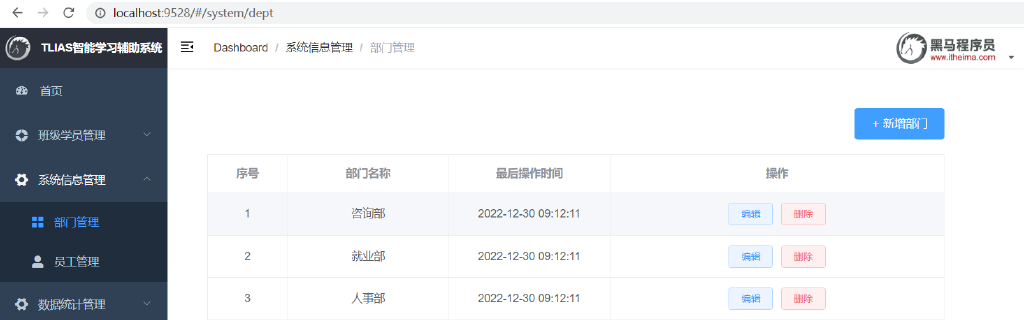 localhost:9528/#/system/dept
TLIAS智能学习辅助系统
Dashboard / 系统信息管理 / 部门管理
黑马程序员
www.itheima.com
首页
班级学员管理
系统信息管理
部门管理
员工管理
数据统计管理
+ 新增部门
序号 部门名称 最后操作时间 操作
1 咨询部 2022-12-30 09:12:11 编辑 删除
2 就业部 2022-12-30 09:12:11 编辑 删除
3 人事部 2022-12-30 09:12:11 编辑 删除